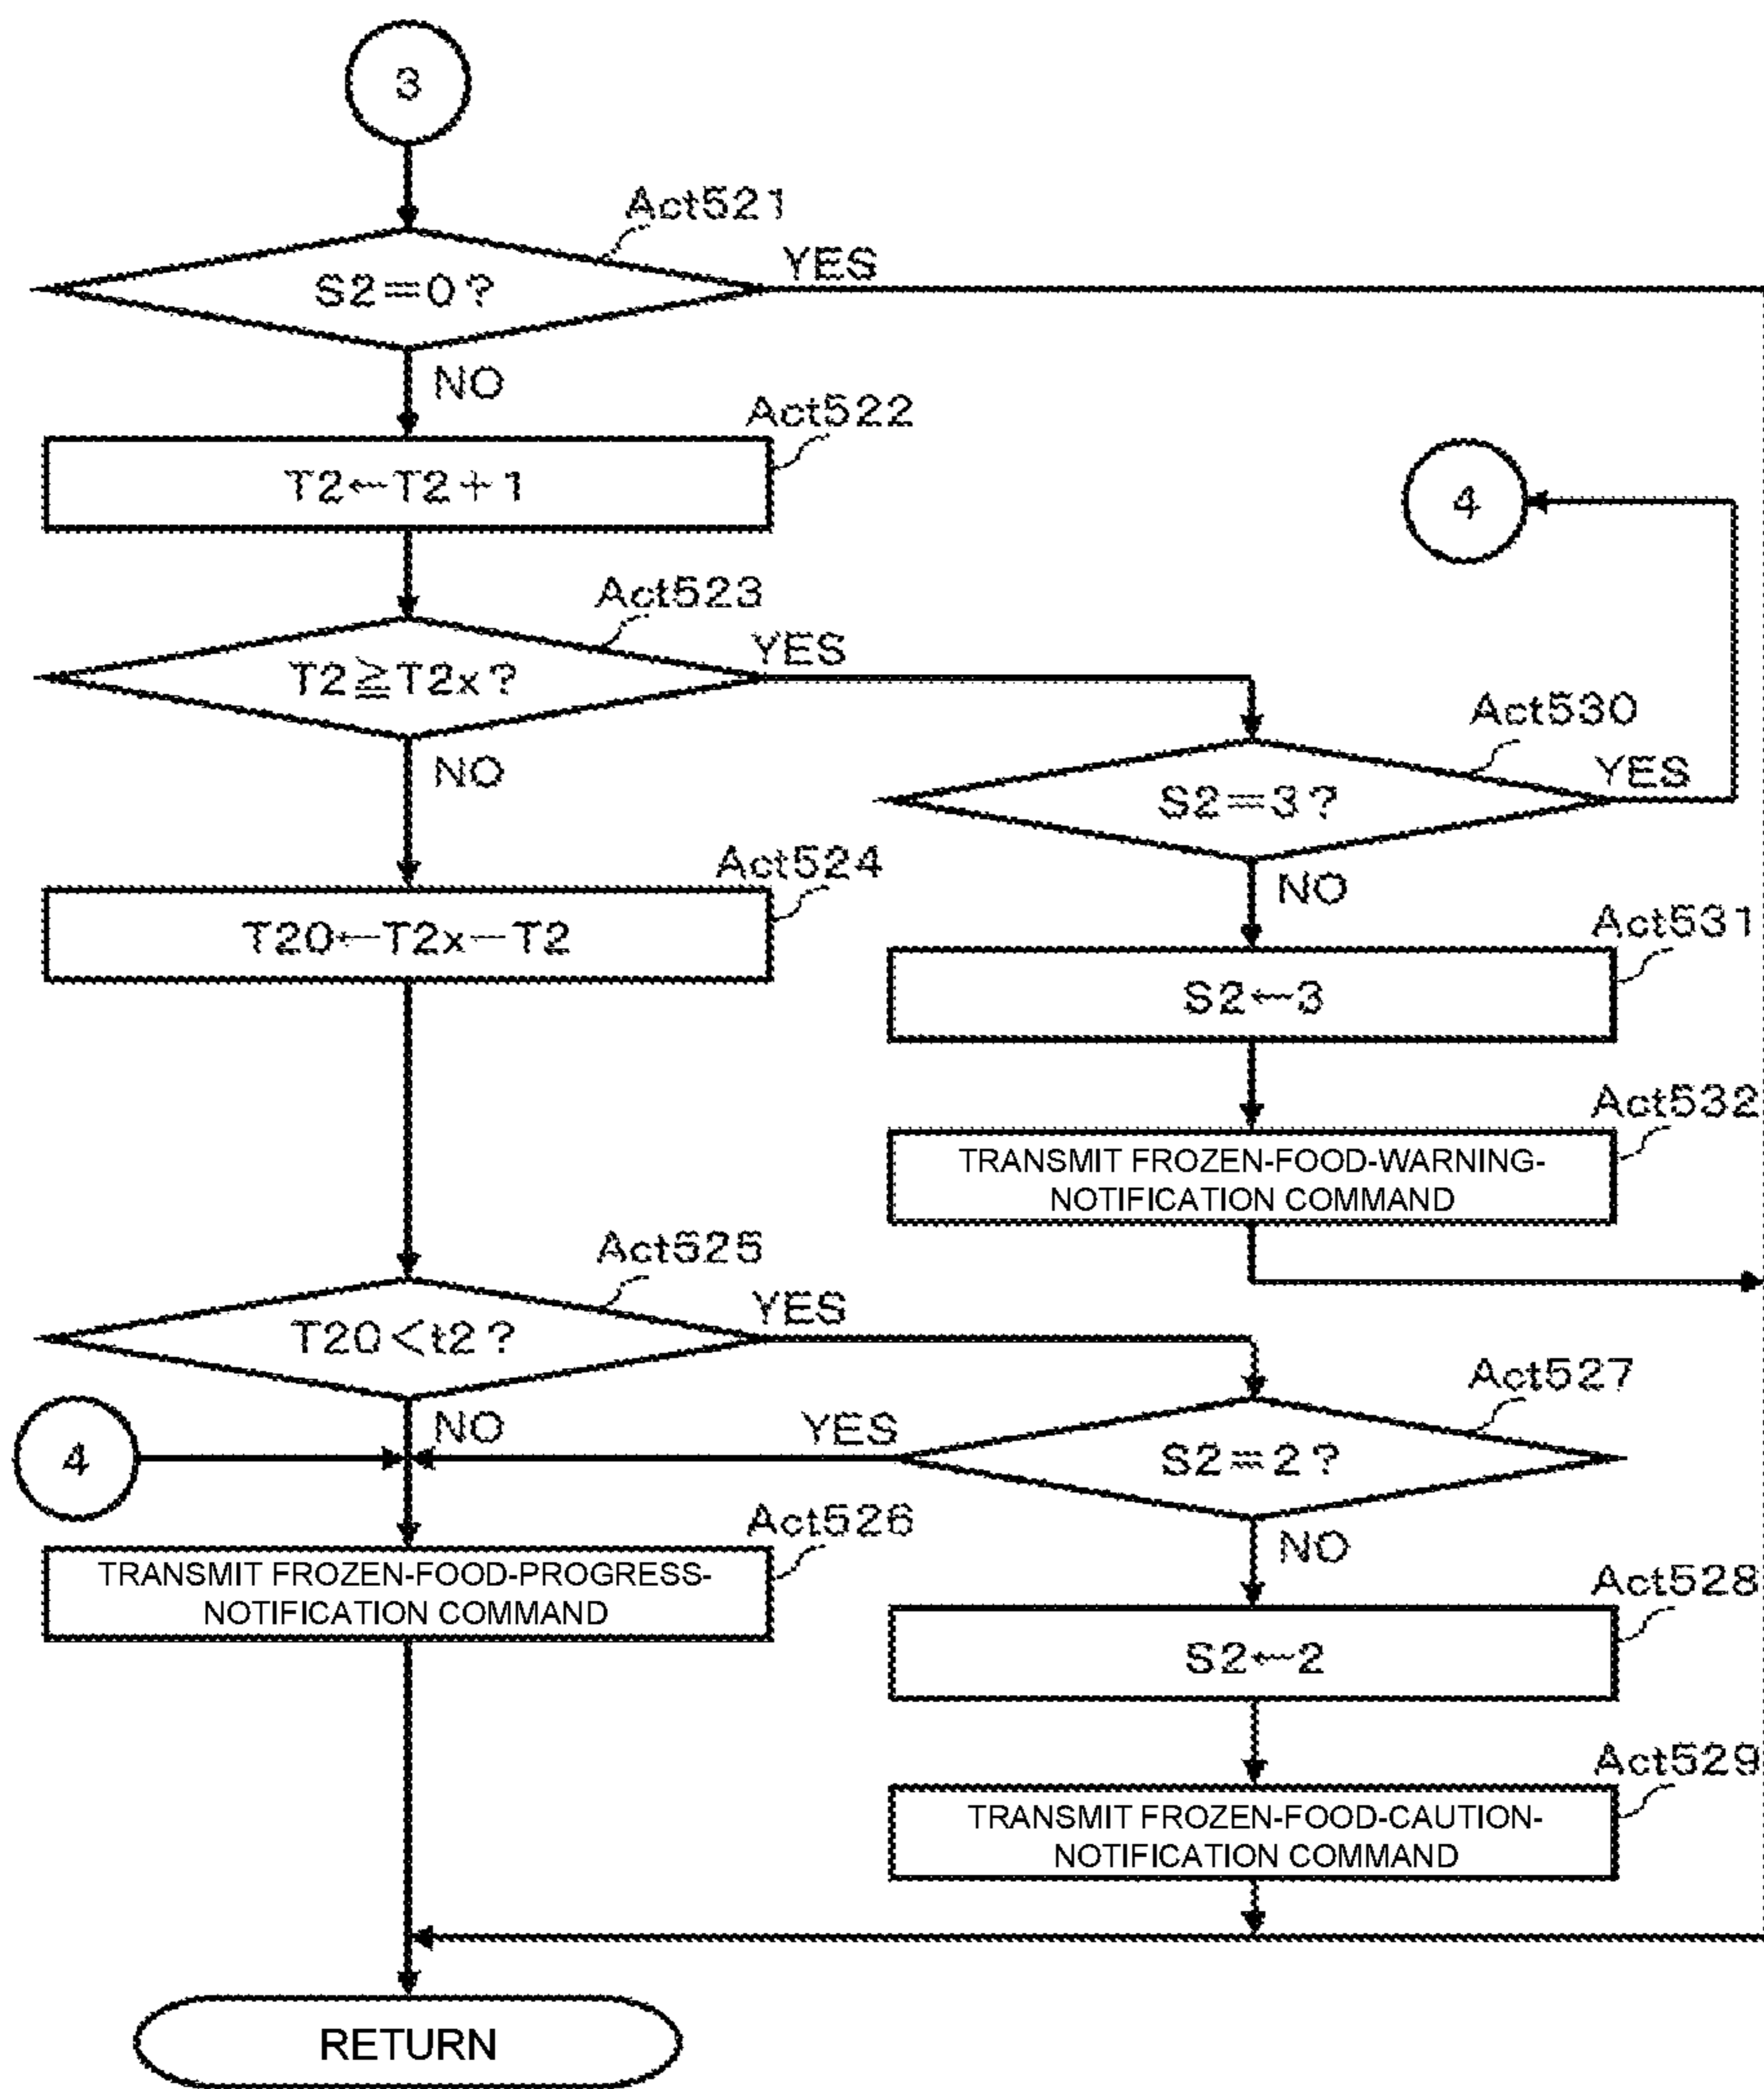 3
Act521
S2=0?
YES
NO
Act522
T2←T2+1
4
Act523
T2≧T2x?
YES
NO
Act530
S2=3?
YES
NO
Act524
T20←T2x-T2
Act531
S2←3
Act532
TRANSMIT FROZEN-FOOD-WARNING-
NOTIFICATION COMMAND
Act525
T20<t2?
YES
NO
Act527
S2=2?
YES
NO
4
Act526
TRANSMIT FROZEN-FOOD-PROGRESS-
NOTIFICATION COMMAND
Act528
S2←2
Act529
TRANSMIT FROZEN-FOOD-CAUTION-
NOTIFICATION COMMAND
RETURN